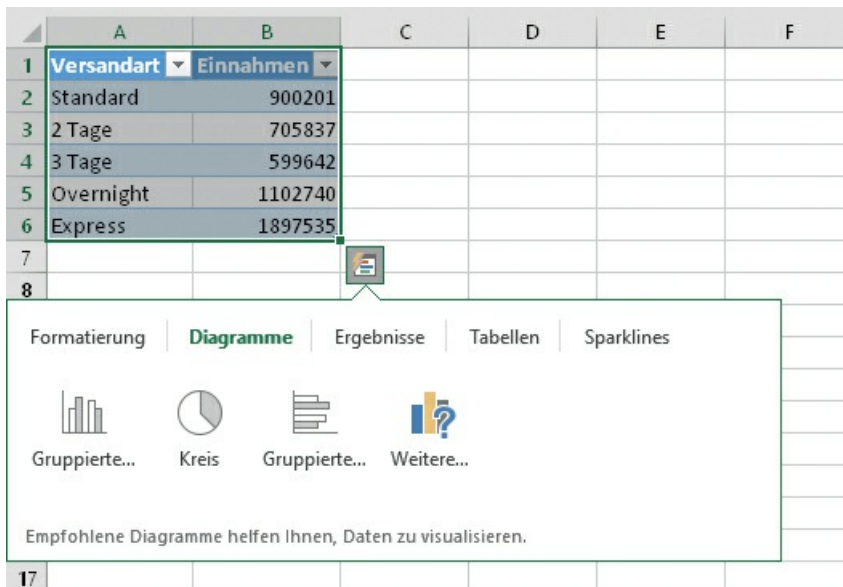 A B C D E F
1 Versandart Einnahmen
2 Standard 900201
3 2 Tage 705837
4 3 Tage 599642
5 Overnight 1102740
6 Express 1897535
7
8
Formatierung Diagramme Ergebnisse Tabellen Sparklines
Gruppierte... Kreis Gruppierte... Weitere...
Empfohlene Diagramme helfen Ihnen, Daten zu visualisieren.
17